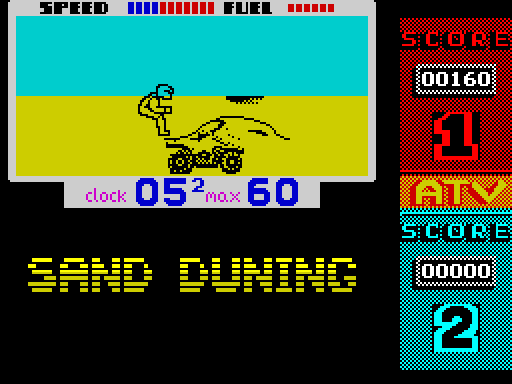 SPEED FUEL
clock 05² max 60
SAND DUNING
SCORE
00160
1
ATV
SCORE
00000
2